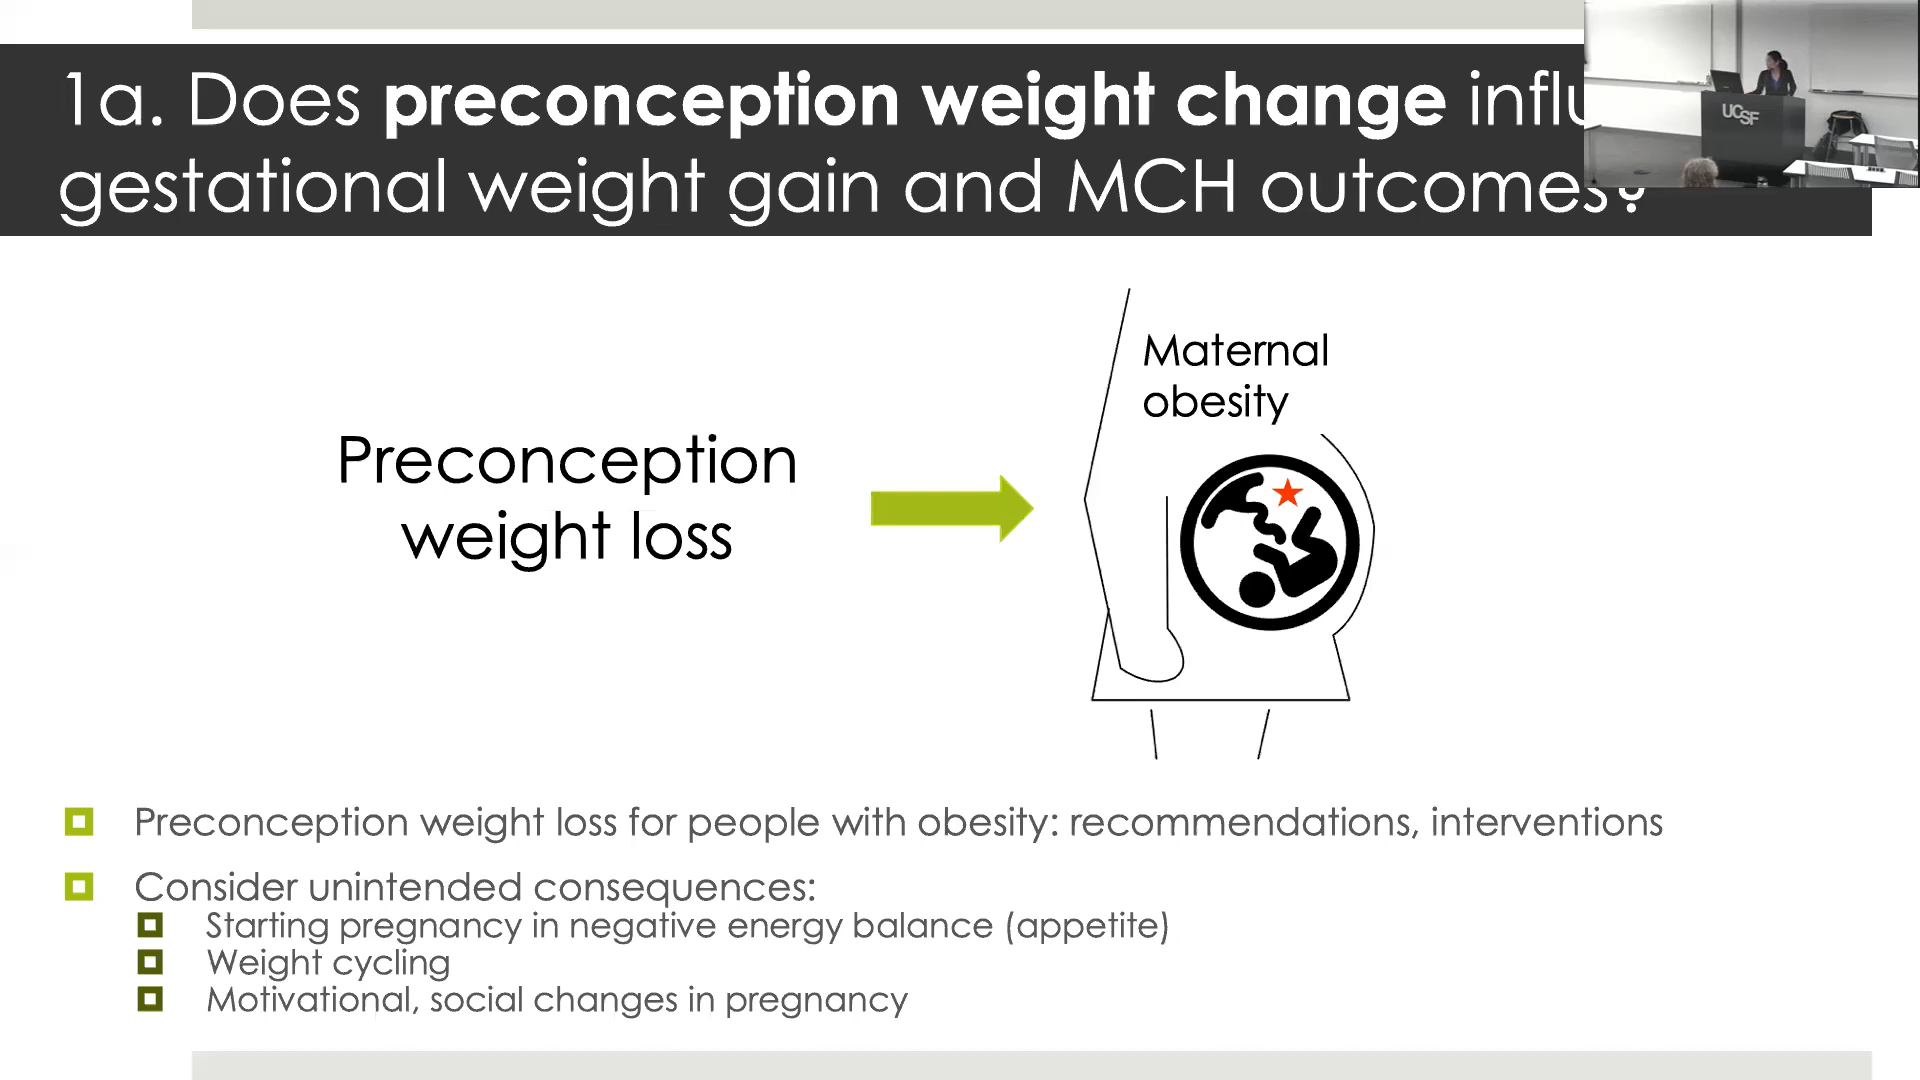 1a. Does preconception weight change
gestational weight gain and MCH outcomes?
UCSF
Maternal
obesity
Preconception
weight loss
Preconception weight loss for people with obesity: recommendations, interventions
Consider unintended consequences:
Starting pregnancy in negative energy balance (appetite)
Weight cycling
Motivational, social changes in pregnancy